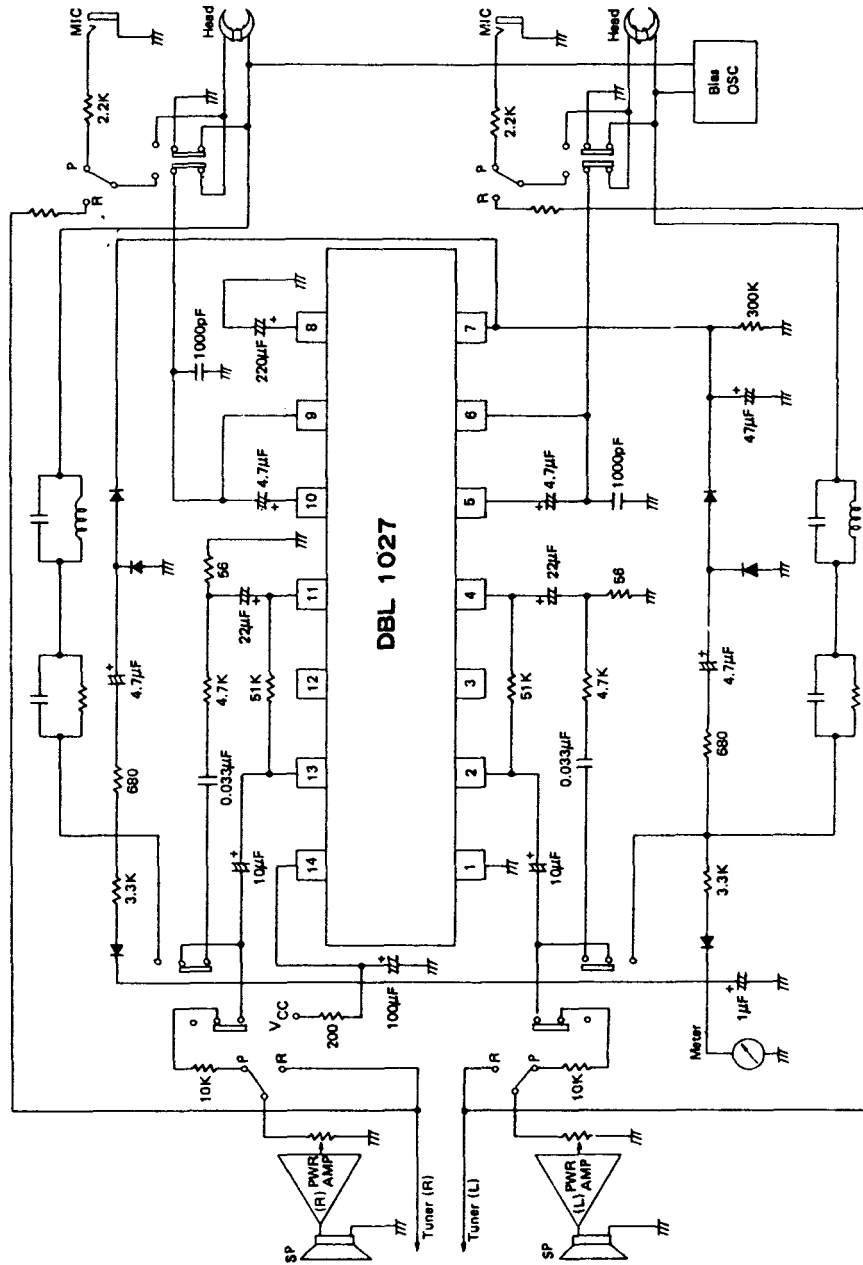 MIC
2.2K
P
R
Head
1000pF
220µF
+
4.7µF
+
56
22µF
+
4.7K
51K
0.033µF
4.7µF
+
680
3.3K
10µF
+
8
9
10
11
12
13
14
DBL 1027
7
6
5
4
3
2
1
VCC
200
100µF
+
10K
P
R
(R) PWR
AMP
SP
Tuner (R)
Tuner (L)
R
P
10K
(L) PWR
AMP
SP
MIC
2.2K
P
R
Head
Bias
OSC
300K
47µF
+
1000pF
4.7µF
+
22µF
+
56
51K
4.7K
0.033µF
10µF
+
4.7µF
+
680
3.3K
1µF
+
Meter